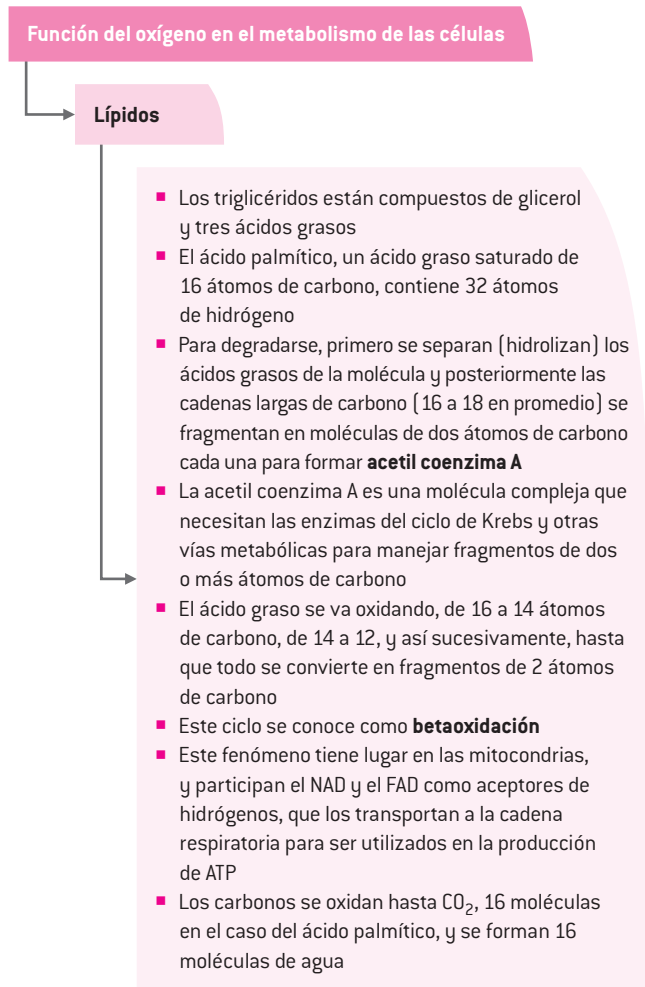 Función del oxígeno en el metabolismo de las células
Lípidos
■ Los triglicéridos están compuestos de glicerol
y tres ácidos grasos
■ El ácido palmítico, un ácido graso saturado de
16 átomos de carbono, contiene 32 átomos
de hidrógeno
■ Para degradarse, primero se separan (hidrolizan) los
ácidos grasos de la molécula y posteriormente las
cadenas largas de carbono (16 a 18 en promedio) se
fragmentan en moléculas de dos átomos de carbono
cada una para formar acetil coenzima A
■ La acetil coenzima A es una molécula compleja que
necesitan las enzimas del ciclo de Krebs y otras
vías metabólicas para manejar fragmentos de dos
o más átomos de carbono
■ El ácido graso se va oxidando, de 16 a 14 átomos
de carbono, de 14 a 12, y así sucesivamente, hasta
que todo se convierte en fragmentos de 2 átomos
de carbono
■ Este ciclo se conoce como betaoxidación
■ Este fenómeno tiene lugar en las mitocondrias,
y participan el NAD y el FAD como aceptores de
hidrógenos, que los transportan a la cadena
respiratoria para ser utilizados en la producción
de ATP
■ Los carbonos se oxidan hasta CO₂, 16 moléculas
en el caso del ácido palmítico, y se forman 16
moléculas de agua